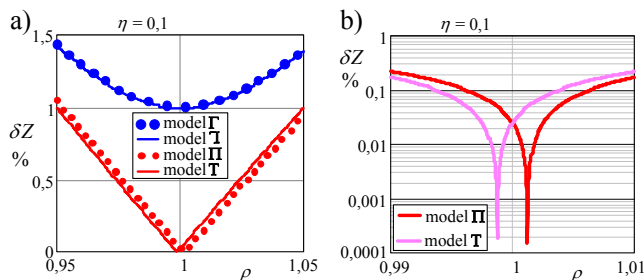 a)
η = 0,1
1,5
1
δZ
%
0,5
0
0,95
1
ρ
1,05
model Γ
model ꓶ
model Π
model T
b)
η = 0,1
1
δZ
%
0,1
0,01
0,001
0,0001
0,99
1
ρ
1,01
model Π
model T